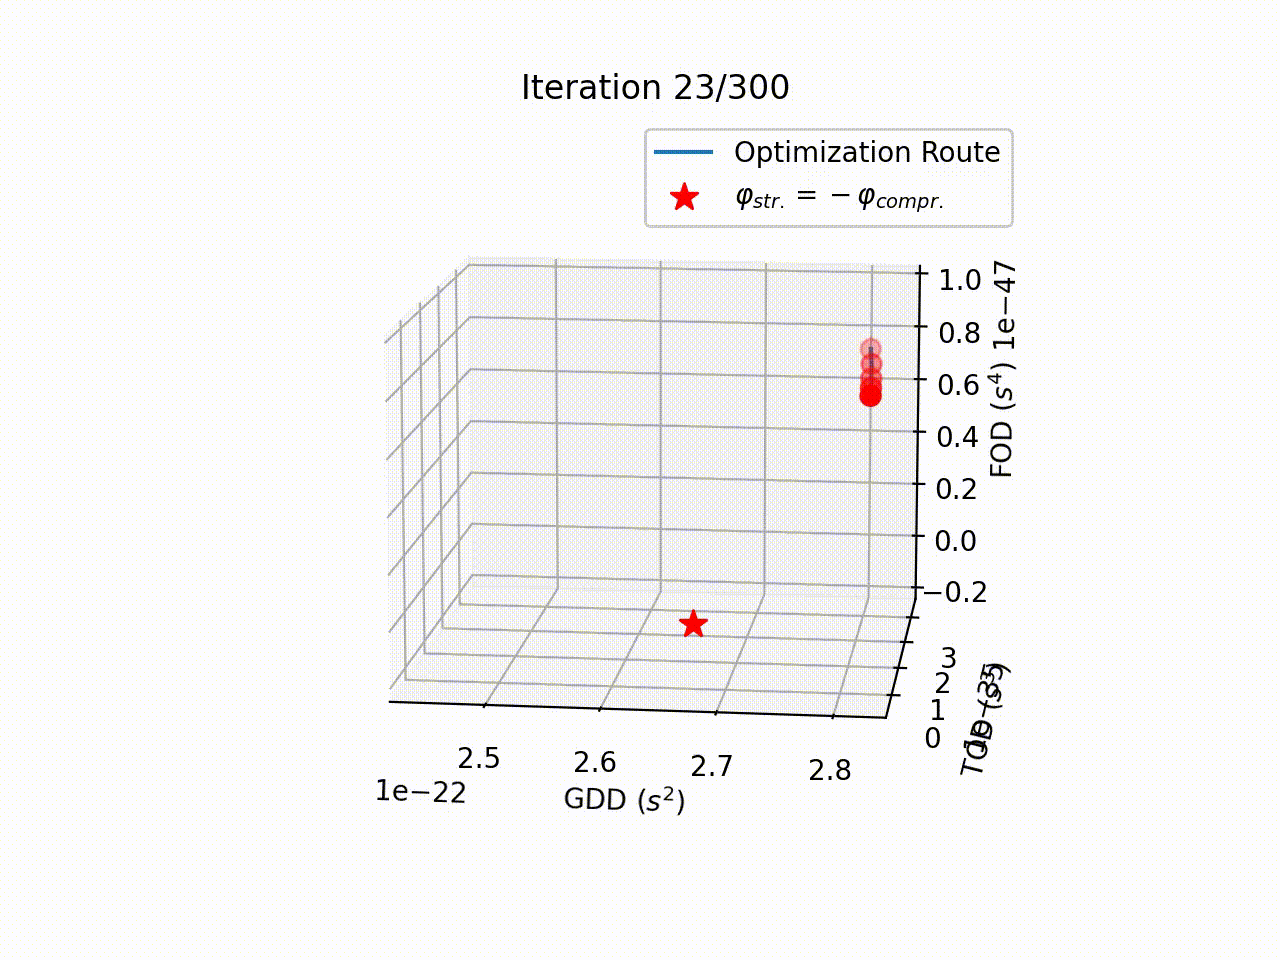 Iteration 23/300
Optimization Route
φstr. = − φcompr.
1.0
0.8
0.6
0.4
0.2
0.0
−0.2
FOD (s⁴) 1e−47
3
2
1
0
TOD (s³)
2.5
2.6
2.7
2.8
1e−22
GDD (s²)